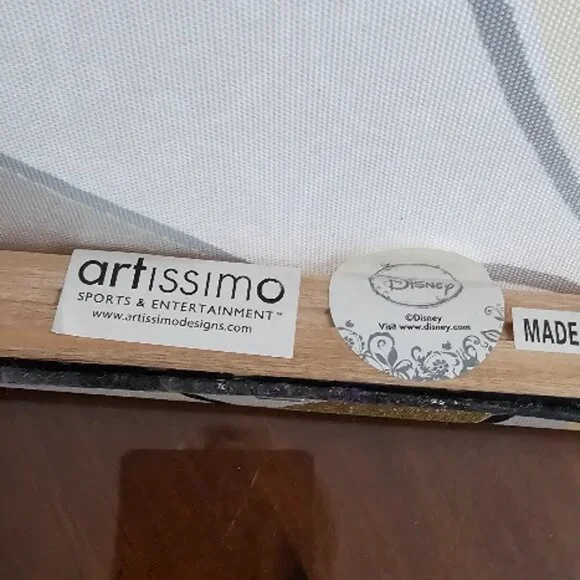 artissimo
SPORTS & ENTERTAINMENT™
www.artissimodesigns.com
Disney
©Disney
Visit www.disney.com
MADE